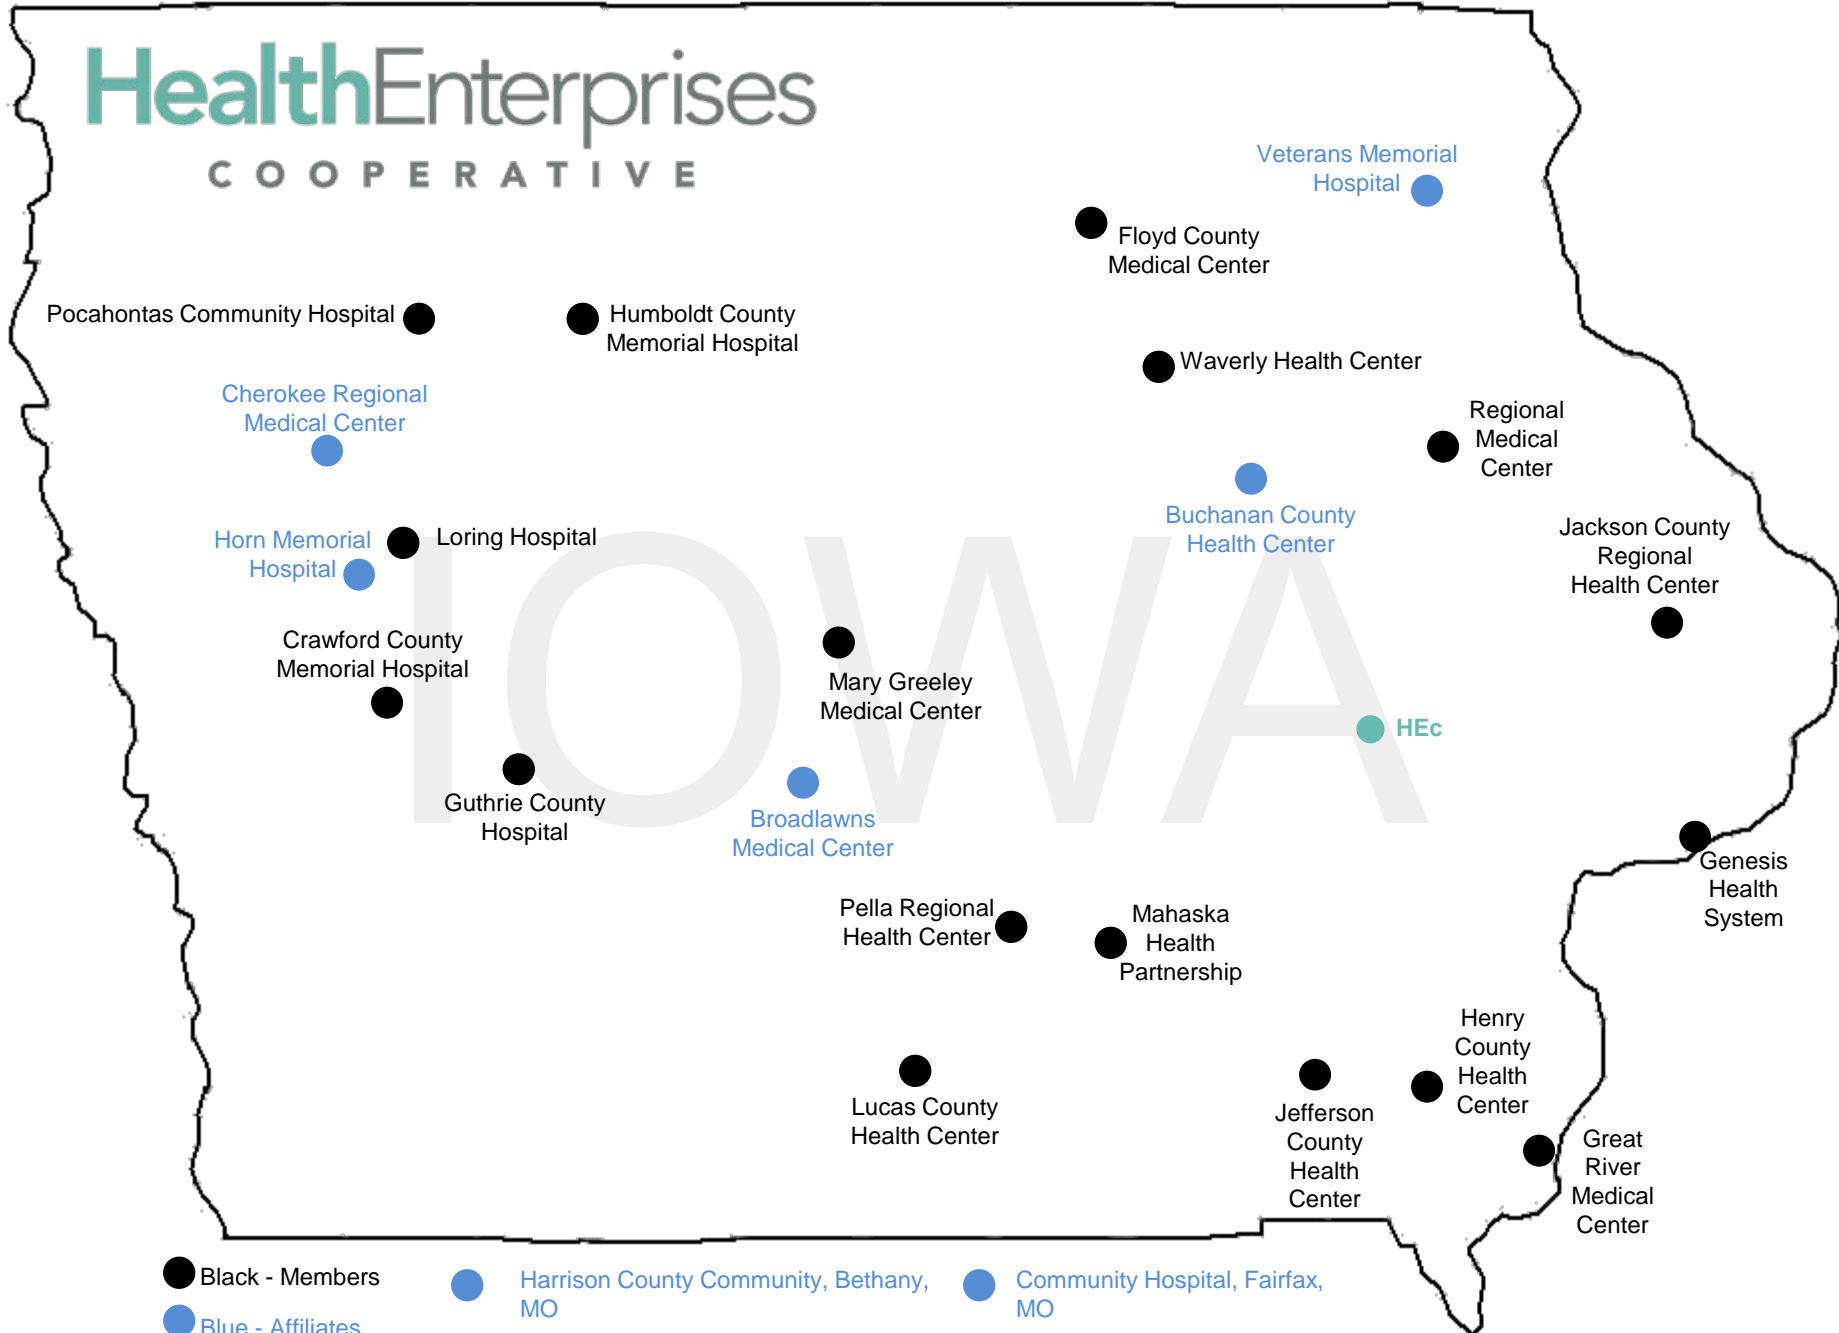 HealthEnterprises
COOPERATIVE
Veterans Memorial
Hospital
Floyd County
Medical Center
Pocahontas Community Hospital
Humboldt County
Memorial Hospital
Waverly Health Center
Cherokee Regional
Medical Center
Regional
Medical
Center
Buchanan County
Health Center
Jackson County
Regional
Health Center
Horn Memorial
Hospital
Loring Hospital
IOWA
Crawford County
Memorial Hospital
Mary Greeley
Medical Center
HEc
Guthrie County
Hospital
Broadlawns
Medical Center
Genesis
Health
System
Pella Regional
Health Center
Mahaska
Health
Partnership
Henry
County
Health
Center
Lucas County
Health Center
Jefferson
County
Health
Center
Great
River
Medical
Center
Black - Members
Blue - Affiliates
Harrison County Community, Bethany,
MO
Community Hospital, Fairfax,
MO